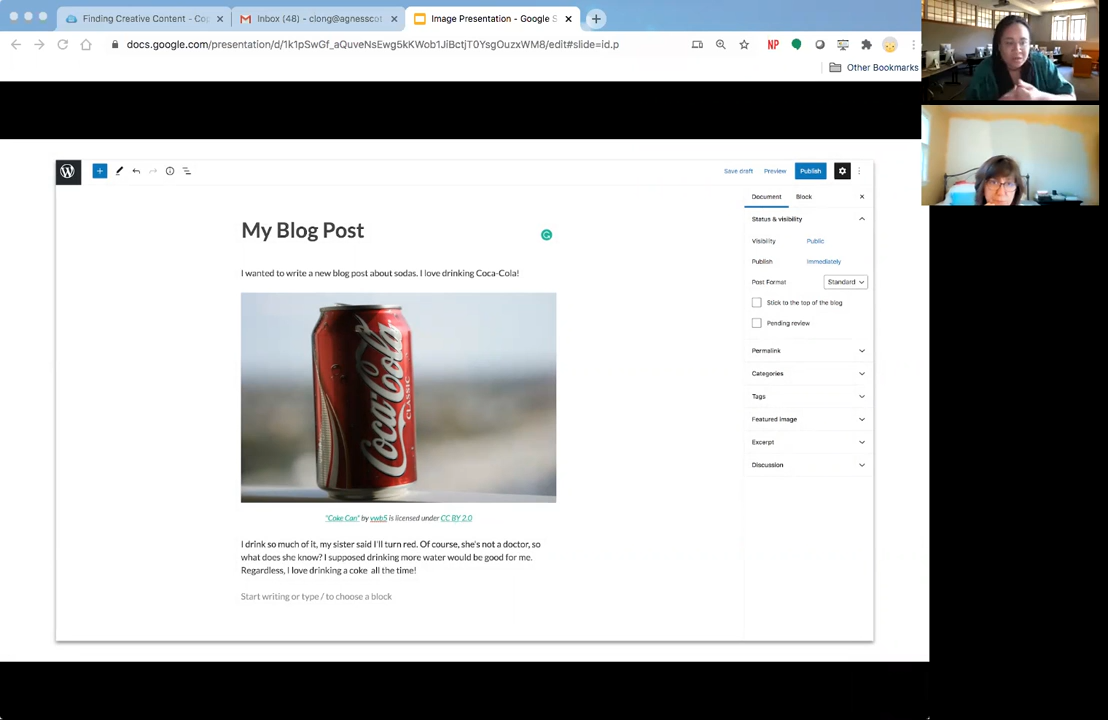 Finding Creative Content - Co
Inbox (48) - clong@agnesscot
Image Presentation - Google S
docs.google.com/presentation/d/1k1pSwGf_aQuveNsEwg5kKWob1JiBctjT0YsgOuzxWM8/edit#slide=id.p
NP
Other Bookmarks
Save draft Preview Publish
Document Block
My Blog Post
Status & visibility
Visibility Public
Publish Immediately
Post Format Standard
Stick to the top of the blog
Pending review
Permalink
Categories
Tags
Featured image
Excerpt
Discussion
I wanted to write a new blog post about sodas. I love drinking Coca-Cola!
Coca-Cola
CLASSIC
"Coke Can" by vwb5 is licensed under CC BY 2.0
I drink so much of it, my sister said I'll turn red. Of course, she's not a doctor, so
what does she know? I supposed drinking more water would be good for me.
Regardless, I love drinking a coke all the time!
Start writing or type / to choose a block